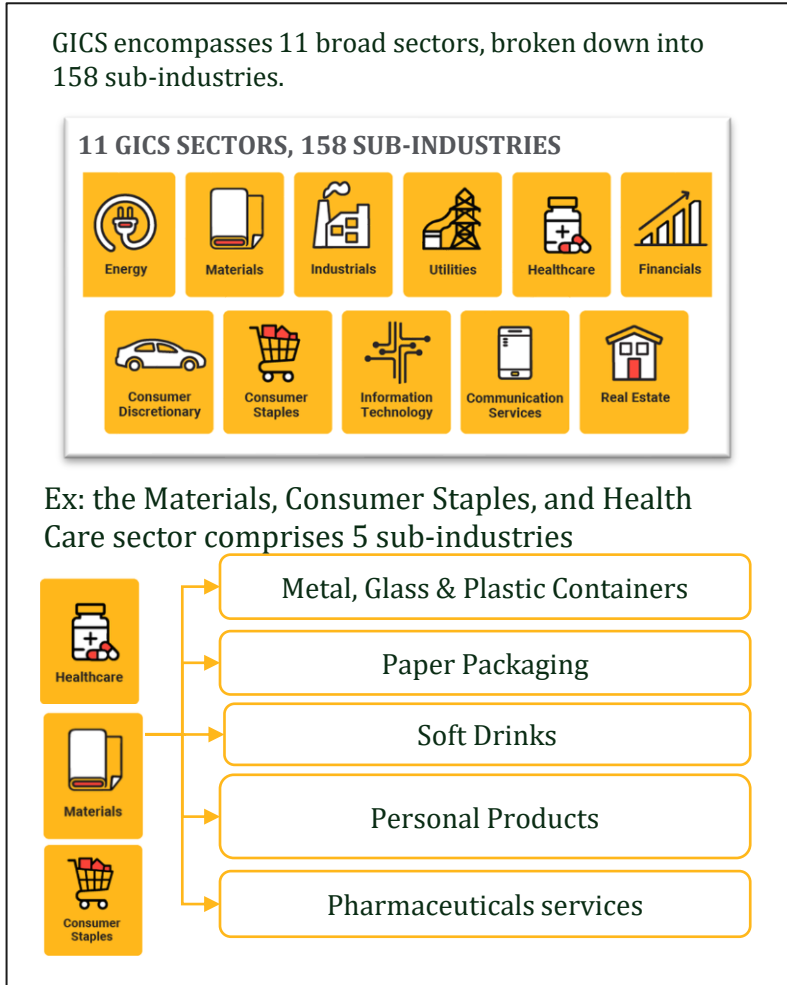 GICS encompasses 11 broad sectors, broken down into
158 sub-industries.
11 GICS SECTORS, 158 SUB-INDUSTRIES
Energy
Materials
Industrials
Utilities
Healthcare
Financials
Consumer
Discretionary
Consumer
Staples
Information
Technology
Communication
Services
Real Estate
Ex: the Materials, Consumer Staples, and Health
Care sector comprises 5 sub-industries
Healthcare
Materials
Consumer
Staples
Metal, Glass & Plastic Containers
Paper Packaging
Soft Drinks
Personal Products
Pharmaceuticals services